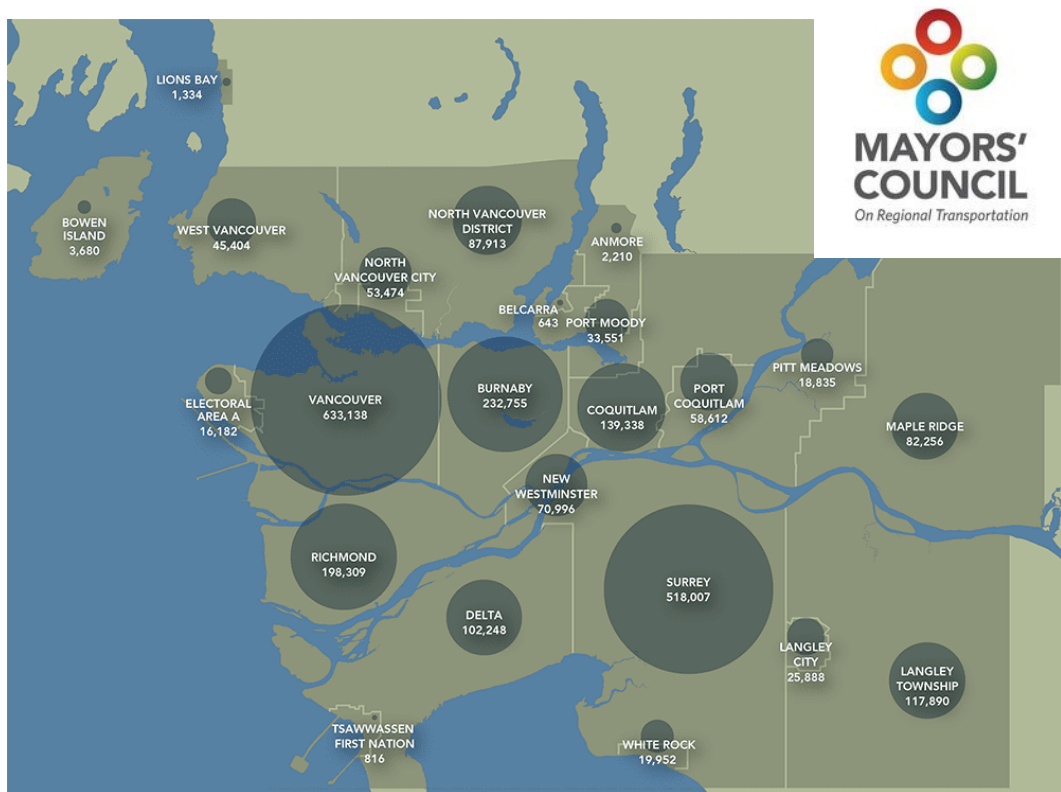 MAYORS'
COUNCIL
On Regional Transportation
LIONS BAY
1,334
BOWEN
ISLAND
3,680
WEST VANCOUVER
45,404
NORTH VANCOUVER
DISTRICT
87,913
NORTH
VANCOUVER CITY
53,474
ANMORE
2,210
BELCARRA
643
PORT MOODY
33,551
PITT MEADOWS
18,835
ELECTORAL
AREA A
16,182
VANCOUVER
633,138
BURNABY
232,755
COQUITLAM
139,338
PORT
COQUITLAM
58,612
MAPLE RIDGE
82,256
NEW
WESTMINSTER
70,996
RICHMOND
198,309
SURREY
518,007
DELTA
102,248
LANGLEY
CITY
25,888
LANGLEY
TOWNSHIP
117,890
TSAWWASSEN
FIRST NATION
816
WHITE ROCK
19,952